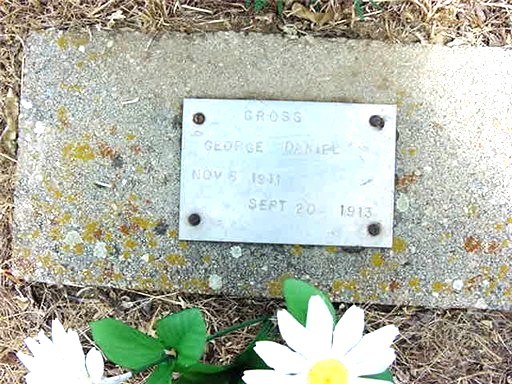 GROSS
GEORGE DANIEL
NOV 5 1911
SEPT 20 1913